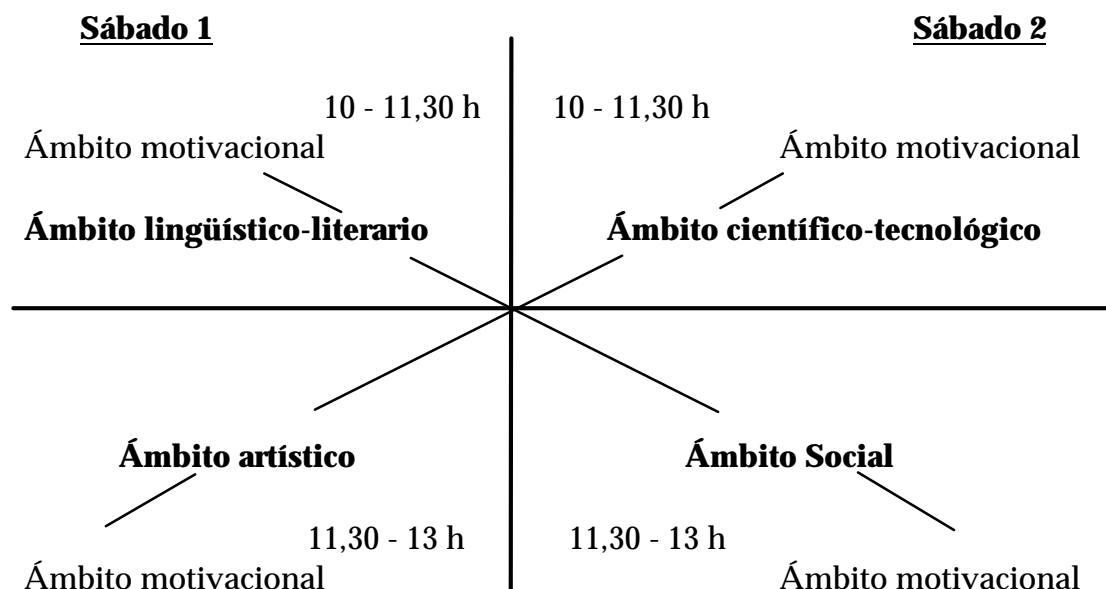 Sábado 1
Sábado 2
10 - 11,30 h
10 - 11,30 h
Ámbito motivacional
Ámbito motivacional
Ámbito lingüístico-literario
Ámbito científico-tecnológico
Ámbito artístico
Ámbito Social
11,30 - 13 h
11,30 - 13 h
Ámbito motivacional
Ámbito motivacional